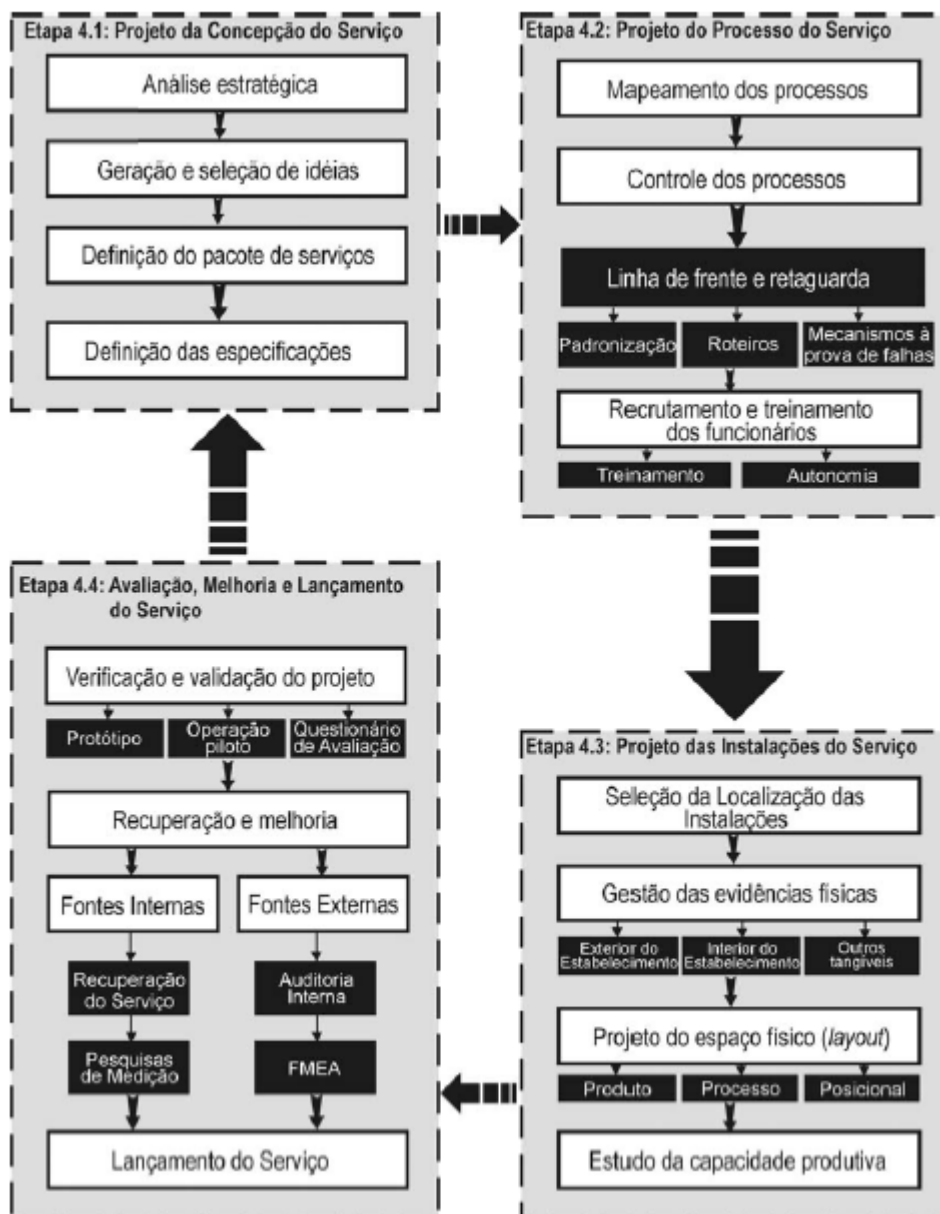 Etapa 4.1: Projeto da Concepção do Serviço
Análise estratégica
Geração e seleção de idéias
Definição do pacote de serviços
Definição das especificações
Etapa 4.2: Projeto do Processo do Serviço
Mapeamento dos processos
Controle dos processos
Linha de frente e retaguarda
Padronização
Roteiros
Mecanismos à
prova de falhas
Recrutamento e treinamento
dos funcionários
Treinamento
Autonomia
Etapa 4.3: Projeto das Instalações do Serviço
Seleção da Localização das
Instalações
Gestão das evidências físicas
Exterior do
Estabelecimento
Interior do
Estabelecimento
Outros
tangíveis
Projeto do espaço físico (layout)
Produto
Processo
Posicional
Estudo da capacidade produtiva
Etapa 4.4: Avaliação, Melhoria e Lançamento
do Serviço
Verificação e validação do projeto
Protótipo
Operação
piloto
Questionário
de Avaliação
Recuperação e melhoria
Fontes Internas
Fontes Externas
Recuperação
do Serviço
Auditoria
Interna
Pesquisas
de Medição
FMEA
Lançamento do Serviço